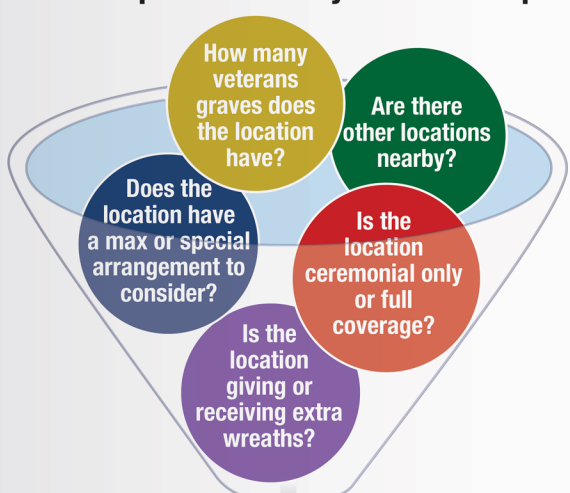 How many
veterans
graves does
the location
have?
Are there
other locations
nearby?
Does the
location have
a max or special
arrangement to
consider?
Is the
location
ceremonial only
or full
coverage?
Is the
location
giving or
receiving extra
wreaths?